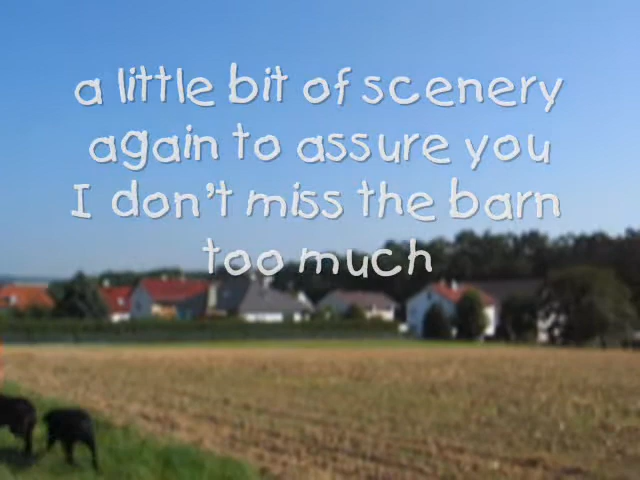 a little bit of scenery
again to assure you
I don't miss the barn
too much